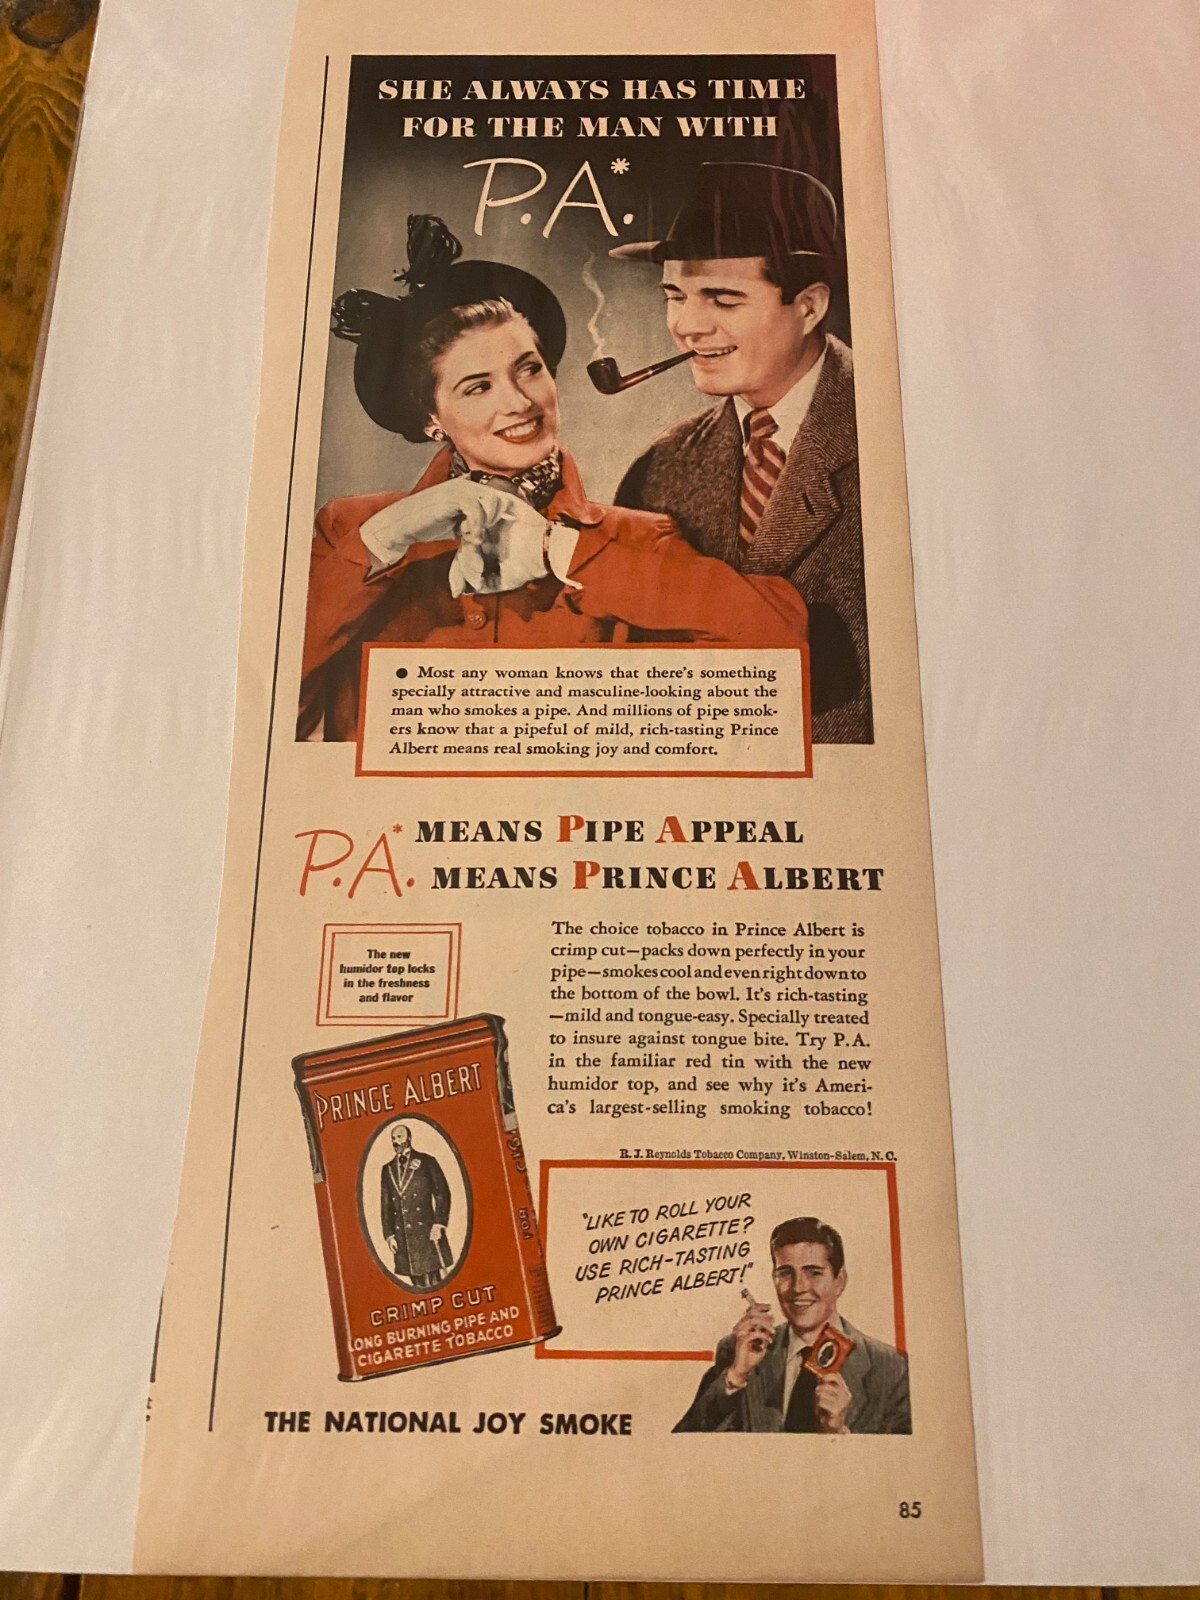 SHE ALWAYS HAS TIME
FOR THE MAN WITH
P.A.*
● Most any woman knows that there's something
specially attractive and masculine-looking about the
man who smokes a pipe. And millions of pipe smok-
ers know that a pipeful of mild, rich-tasting Prince
Albert means real smoking joy and comfort.
P.A.* MEANS PIPE APPEAL
MEANS PRINCE ALBERT
The new
humidor top locks
in the freshness
and flavor
The choice tobacco in Prince Albert is
crimp cut—packs down perfectly in your
pipe—smokes cool and even right down to
the bottom of the bowl. It's rich-tasting
—mild and tongue-easy. Specially treated
to insure against tongue bite. Try P.A.
in the familiar red tin with the new
humidor top, and see why it's Ameri-
ca's largest-selling smoking tobacco!
R. J. Reynolds Tobacco Company, Winston-Salem, N. C.
PRINCE ALBERT
CRIMP CUT
LONG BURNING PIPE AND
CIGARETTE TOBACCO
"LIKE TO ROLL YOUR
OWN CIGARETTE?
USE RICH-TASTING
PRINCE ALBERT!"
THE NATIONAL JOY SMOKE
85